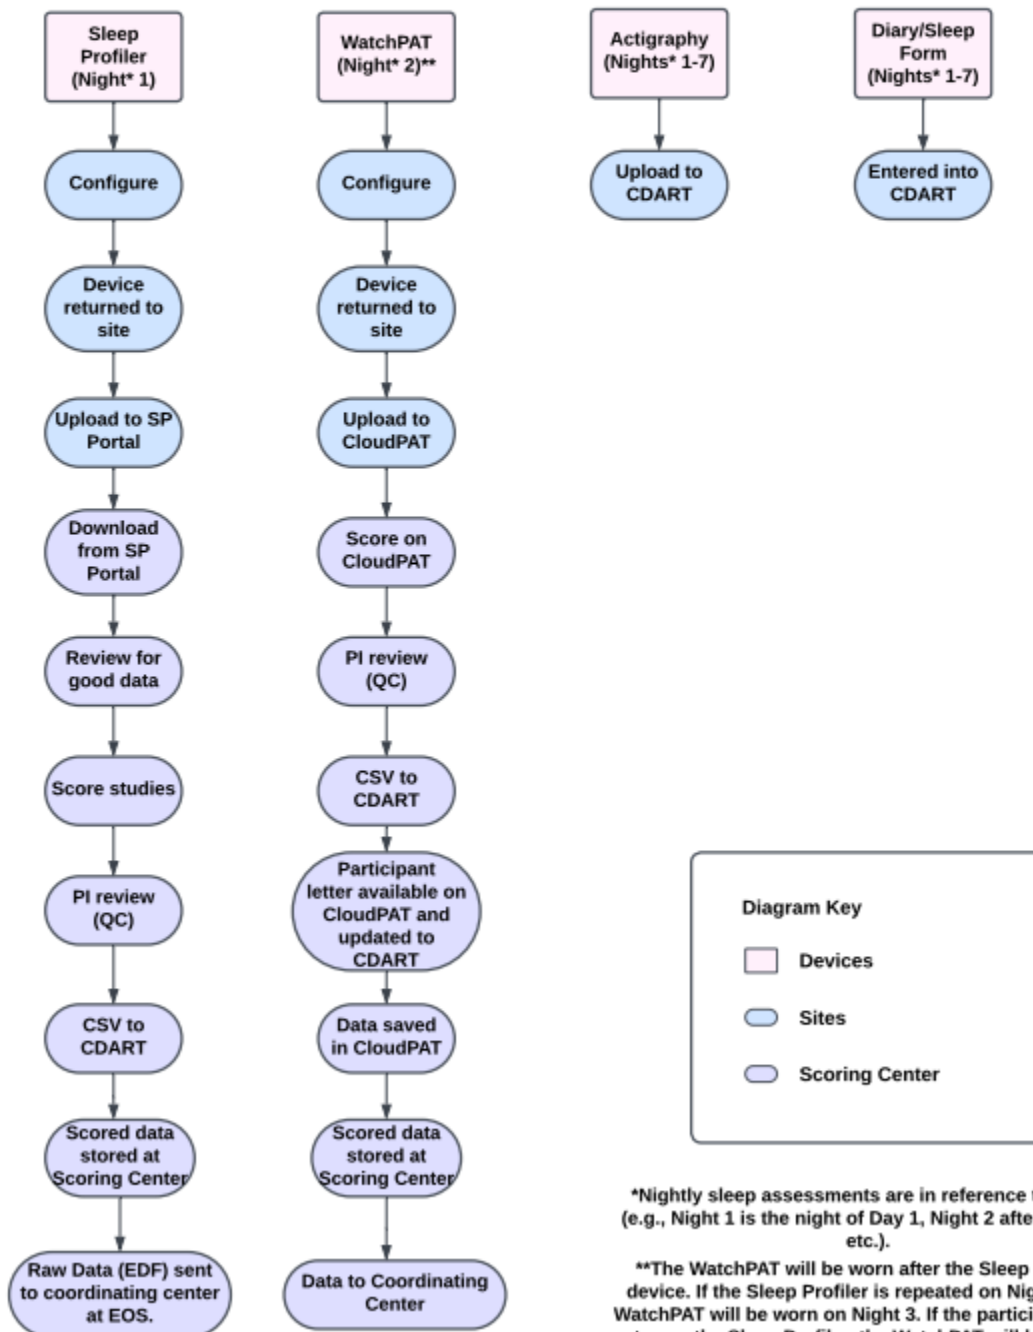 Sleep
Profiler
(Night* 1)
Configure
Device
returned to
site
Upload to SP
Portal
Download
from SP
Portal
Review for
good data
Score studies
PI review
(QC)
CSV to
CDART
Scored data
stored at
Scoring Center
Raw Data (EDF) sent
to coordinating center
at EOS.
WatchPAT
(Night* 2)**
Configure
Device
returned to
site
Upload to
CloudPAT
Score on
CloudPAT
PI review
(QC)
CSV to
CDART
Participant
letter available on
CloudPAT and
updated to
CDART
Data saved
in CloudPAT
Scored data
stored at
Scoring Center
Data to Coordinating
Center
Actigraphy
(Nights* 1-7)
Upload to
CDART
Diary/Sleep
Form
(Nights* 1-7)
Entered into
CDART
Diagram Key
Devices
Sites
Scoring Center
*Nightly sleep assessments are in reference
(e.g., Night 1 is the night of Day 1, Night 2
etc.).
**The WatchPAT will be worn after the Sleep
device. If the Sleep Profiler is repeated on
WatchPAT will be worn on Night 3. If the